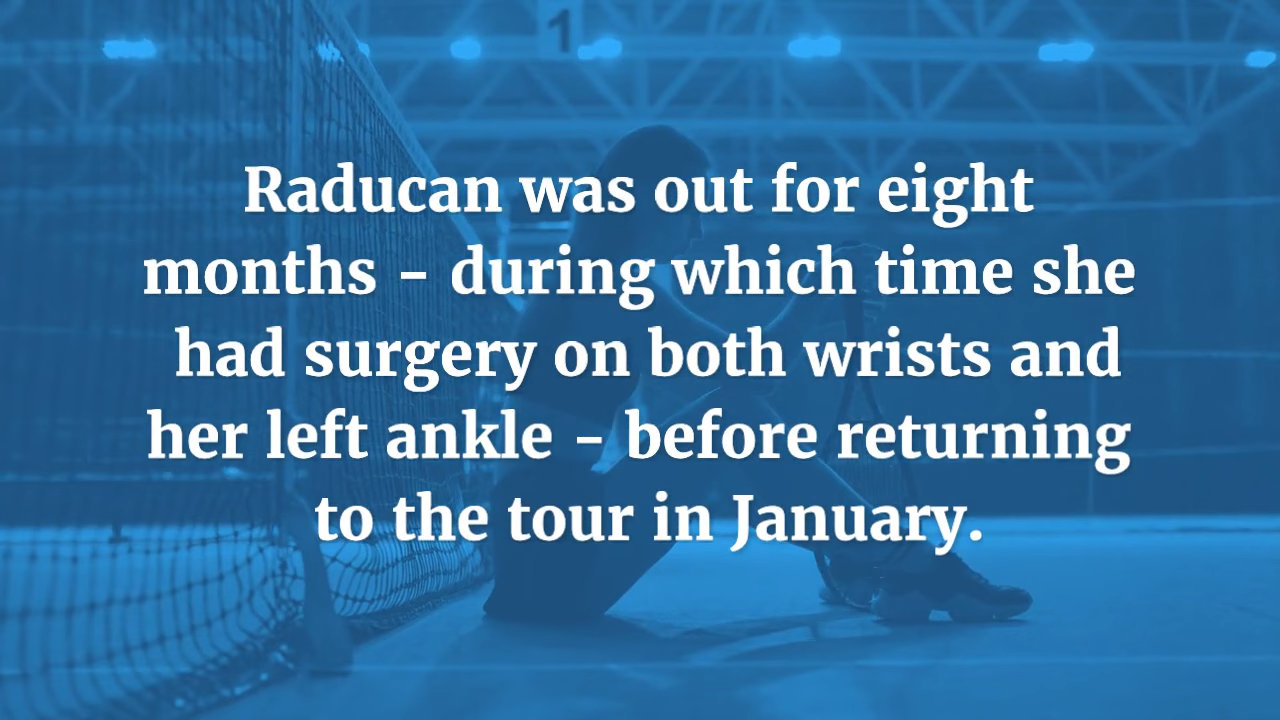 1
Raducan was out for eight
months – during which time she
had surgery on both wrists and
her left ankle – before returning
to the tour in January.